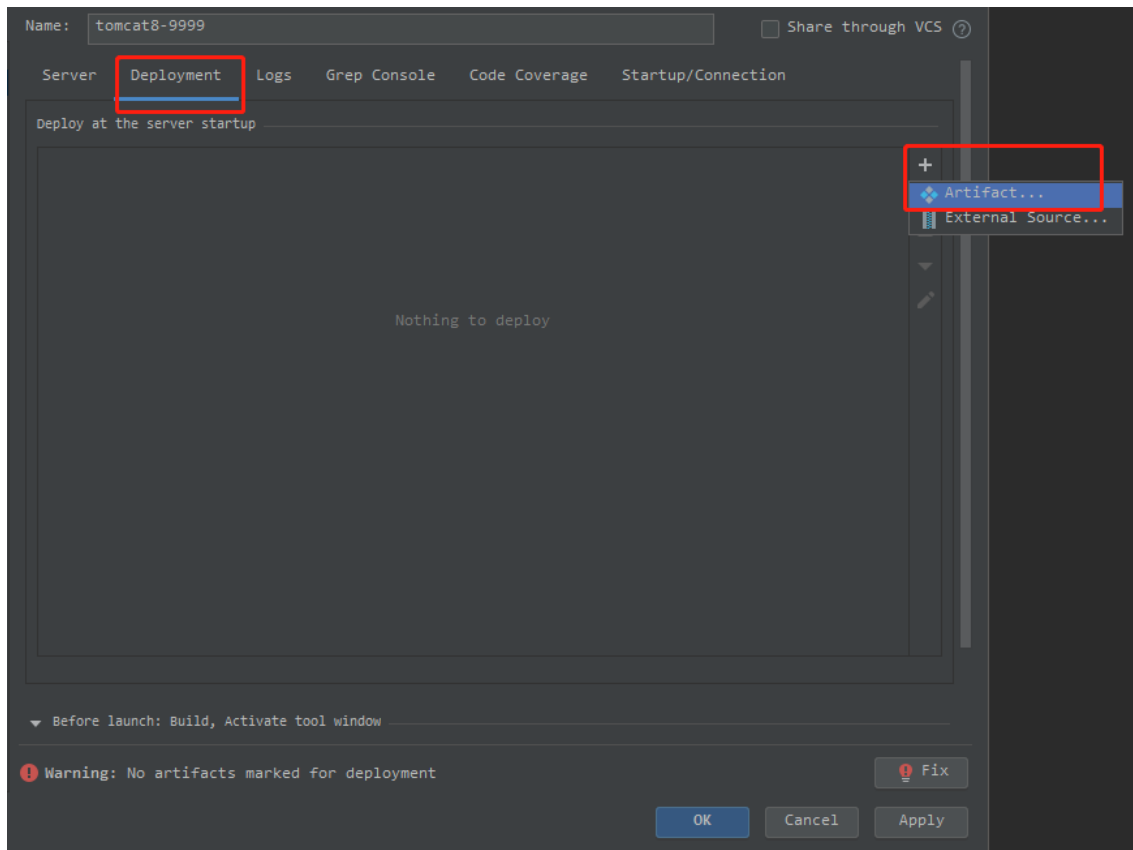 Name: tomcat8-9999 Share through VCS ?
Server Deployment Logs Grep Console Code Coverage Startup/Connection
Deploy at the server startup
Artifact...
External Source...
Nothing to deploy
Before launch: Build, Activate tool window
Warning: No artifacts marked for deployment Fix
OK Cancel Apply